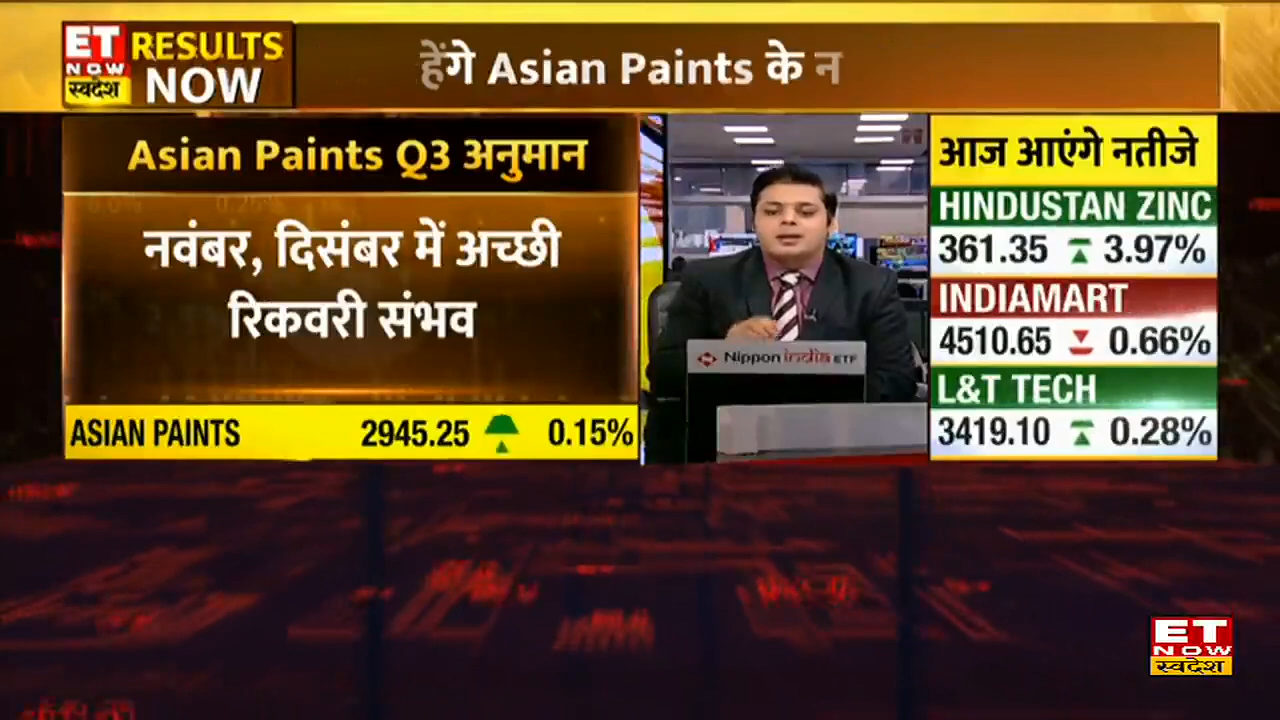 ET
NOW
स्वदेश
RESULTS
NOW
हेंगे Asian Paints के न
Asian Paints Q3 अनुमान
नवंबर, दिसंबर में अच्छी
रिकवरी संभव
ASIAN PAINTS 2945.25 0.15%
Nippon india ETF
आज आएंगे नतीजे
HINDUSTAN ZINC
361.35 3.97%
INDIAMART
4510.65 0.66%
L&T TECH
3419.10 0.28%
ET
NOW
स्वदेश